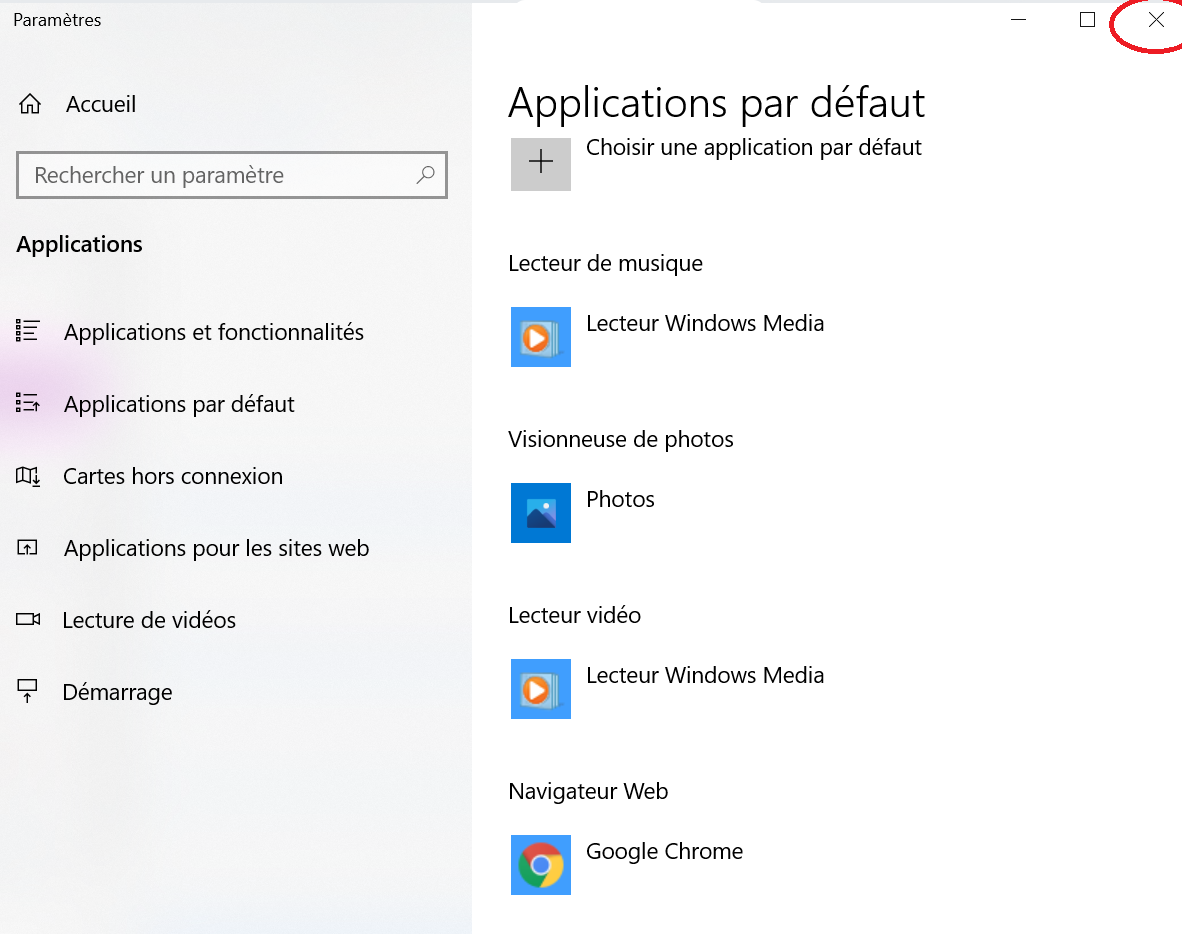 Paramètres
Accueil
Rechercher un paramètre
Applications
Applications et fonctionnalités
Applications par défaut
Cartes hors connexion
Applications pour les sites web
Lecture de vidéos
Démarrage
Applications par défaut
Choisir une application par défaut
Lecteur de musique
Lecteur Windows Media
Visionneuse de photos
Photos
Lecteur vidéo
Lecteur Windows Media
Navigateur Web
Google Chrome